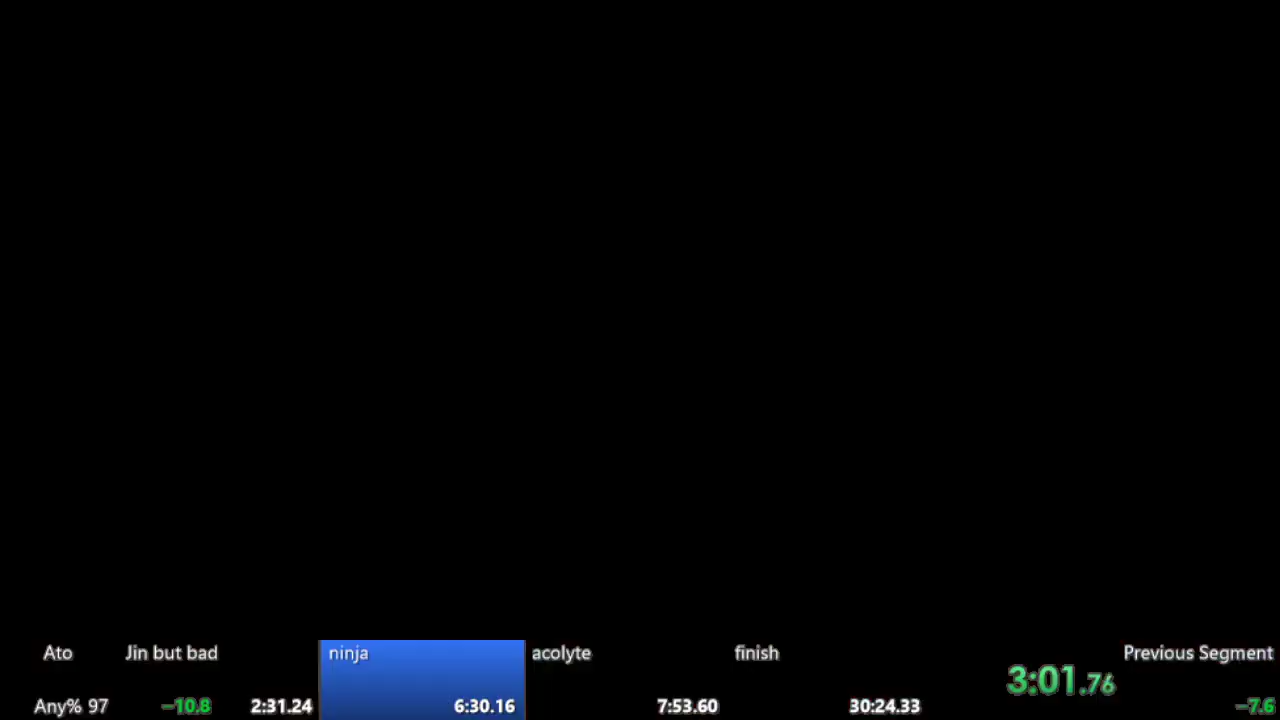 Ato Jin but bad ninja acolyte finish Previous Segment
3:01.76
Any% 97 −10.8 2:31.24 6:30.16 7:53.60 30:24.33 −7.6